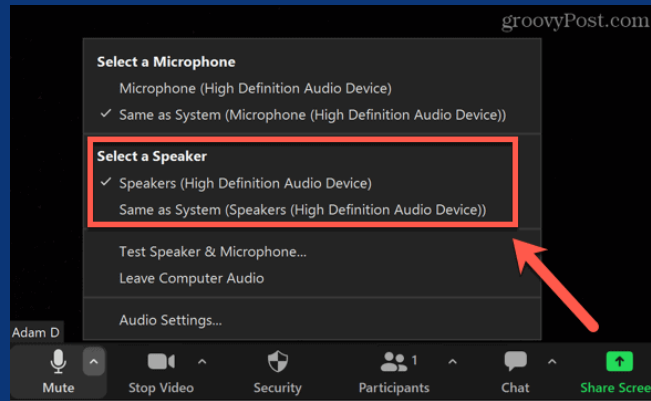 groovyPost.com
Select a Microphone
Microphone (High Definition Audio Device)
✓ Same as System (Microphone (High Definition Audio Device))
Select a Speaker
✓ Speakers (High Definition Audio Device)
Same as System (Speakers (High Definition Audio Device))
Test Speaker & Microphone...
Leave Computer Audio
Audio Settings...
Adam D
1
Mute Stop Video Security Participants Chat Share Scree